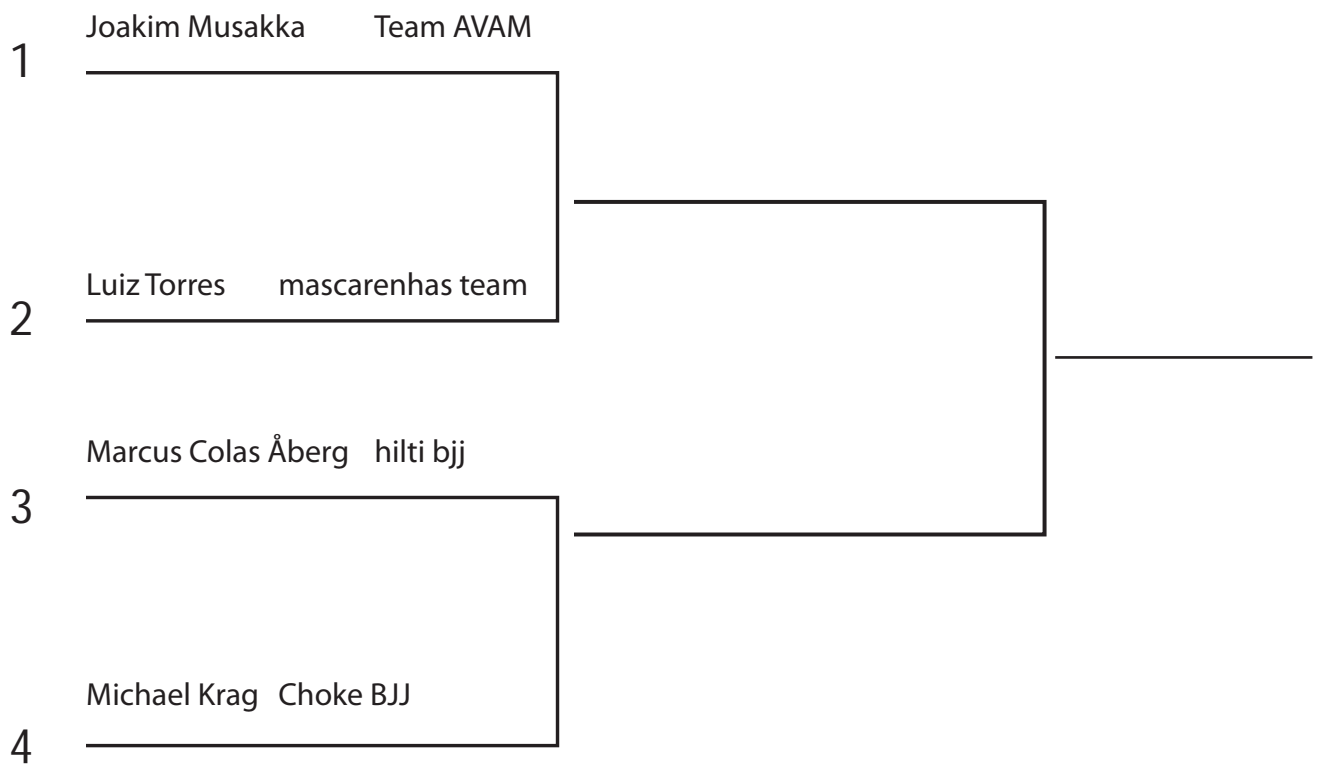 Joakim Musakka Team AVAM
1
Luiz Torres mascarenhas team
2
Marcus Colas Åberg hilti bjj
3
Michael Krag Choke BJJ
4